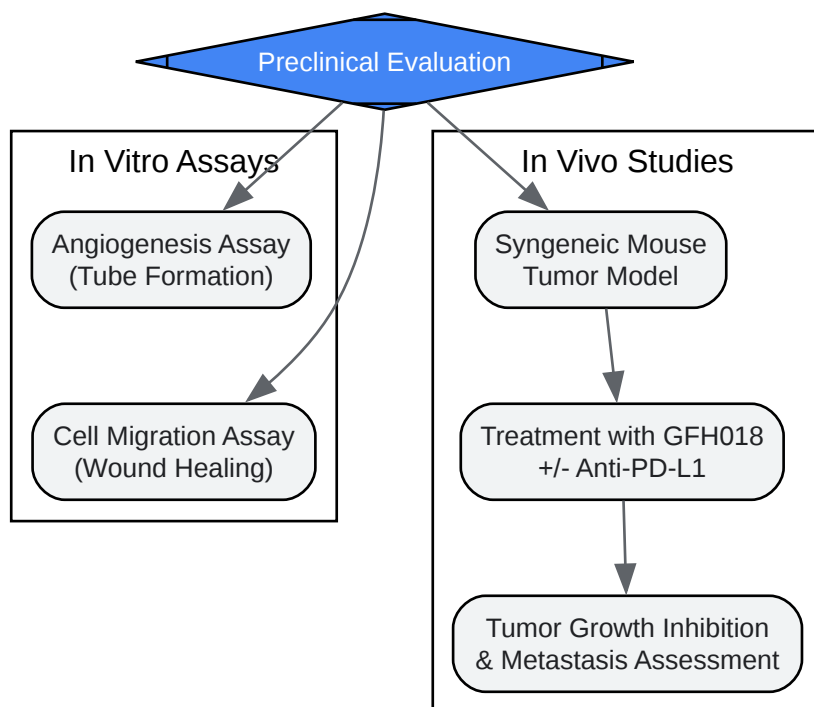 Preclinical Evaluation
In Vitro Assays
Angiogenesis Assay
(Tube Formation)
Cell Migration Assay
(Wound Healing)
In Vivo Studies
Syngeneic Mouse
Tumor Model
Treatment with GFH018
+/- Anti-PD-L1
Tumor Growth Inhibition
& Metastasis Assessment